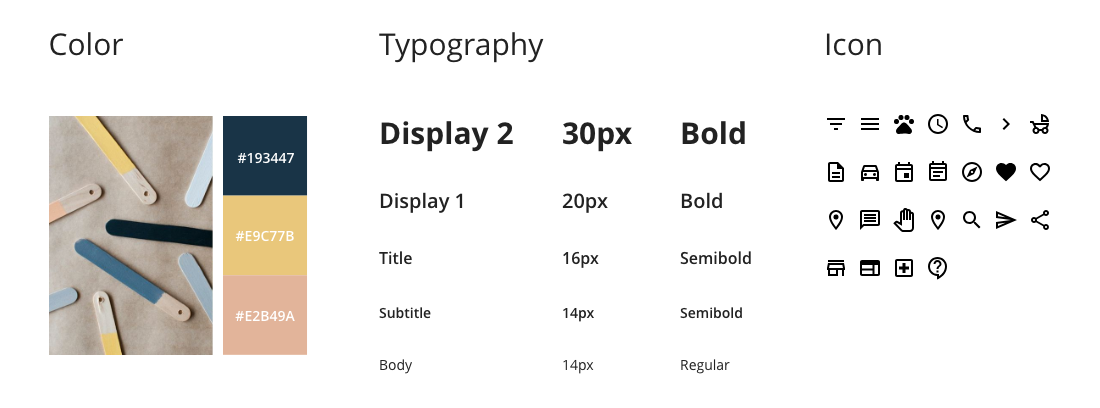 Color
Typography
Icon
#193447
#E9C77B
#E2B49A
Display 2 30px Bold
Display 1 20px Bold
Title 16px Semibold
Subtitle 14px Semibold
Body 14px Regular